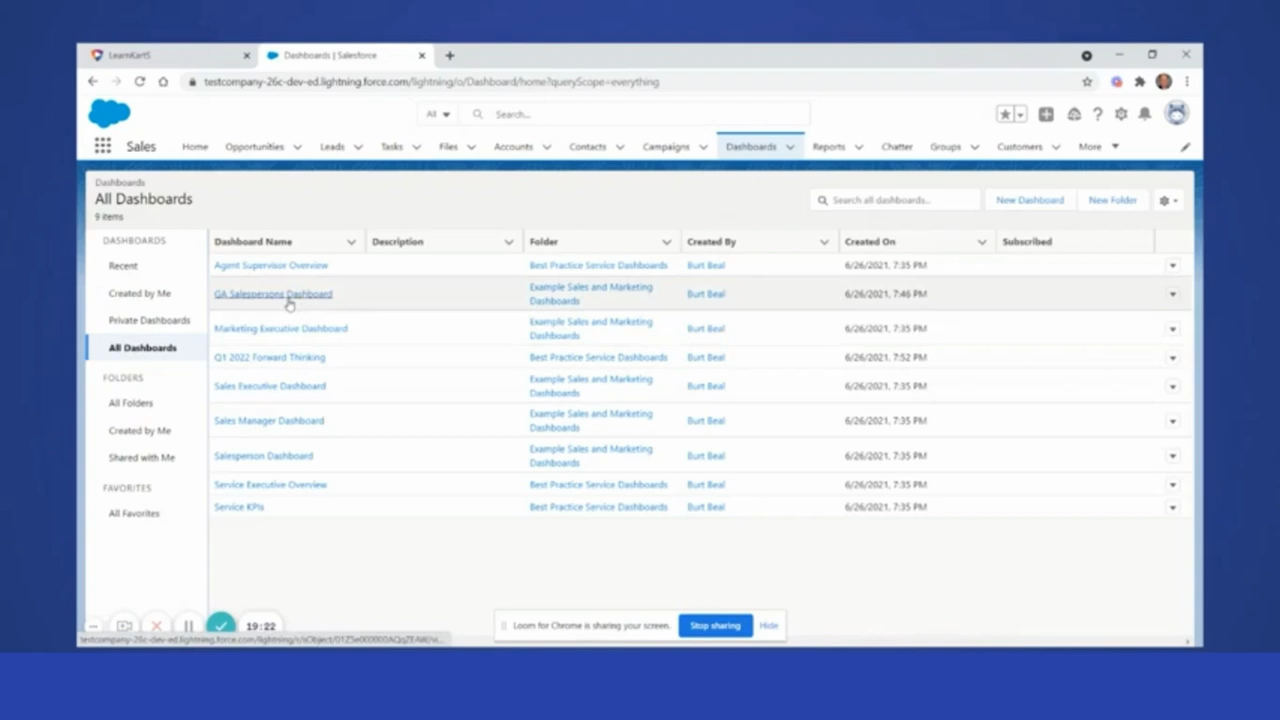 LearnKartS
Dashboards | Salesforce
testcompany-26c-dev-ed.lightning.force.com/lightning/o/Dashboard/home?queryScope=everything
All
Search...
Sales Home Opportunities Leads Tasks Files Accounts Contacts Campaigns Dashboards Reports Chatter Groups Customers More
Dashboards
All Dashboards
9 items
Search all dashboards...
New Dashboard
New Folder
DASHBOARDS
Recent
Created by Me
Private Dashboards
All Dashboards
FOLDERS
All Folders
Created by Me
Shared with Me
FAVORITES
All Favorites
Dashboard Name Description Folder Created By Created On Subscribed
Agent Supervisor Overview Best Practice Service Dashboards Burt Beal 6/26/2021, 7:35 PM
GA Salespersons Dashboard Example Sales and Marketing Dashboards Burt Beal 6/26/2021, 7:46 PM
Marketing Executive Dashboard Example Sales and Marketing Dashboards Burt Beal 6/26/2021, 7:35 PM
Q1 2022 Forward Thinking Best Practice Service Dashboards Burt Beal 6/26/2021, 7:52 PM
Sales Executive Dashboard Example Sales and Marketing Dashboards Burt Beal 6/26/2021, 7:35 PM
Sales Manager Dashboard Example Sales and Marketing Dashboards Burt Beal 6/26/2021, 7:35 PM
Salesperson Dashboard Example Sales and Marketing Dashboards Burt Beal 6/26/2021, 7:35 PM
Service Executive Overview Best Practice Service Dashboards Burt Beal 6/26/2021, 7:35 PM
Service KPIs Best Practice Service Dashboards Burt Beal 6/26/2021, 7:35 PM
19:22
Loom for Chrome is sharing your screen.
Stop sharing
Hide